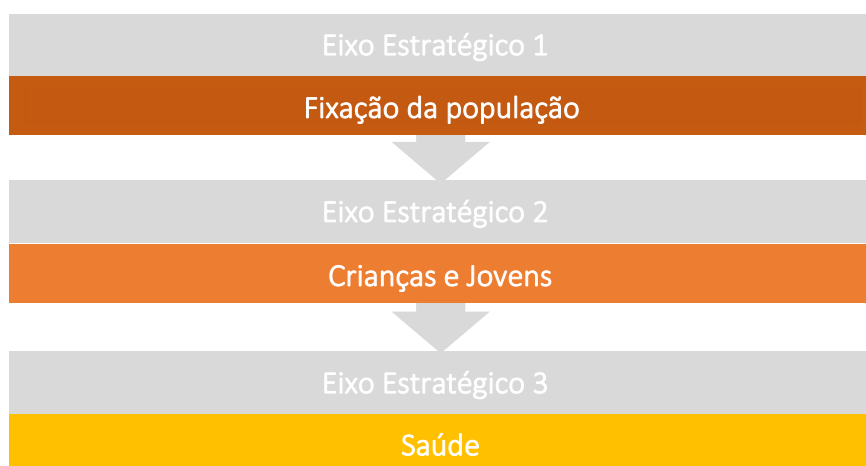 Eixo Estratégico 1
Fixação da população
Eixo Estratégico 2
Crianças e Jovens
Eixo Estratégico 3
Saúde